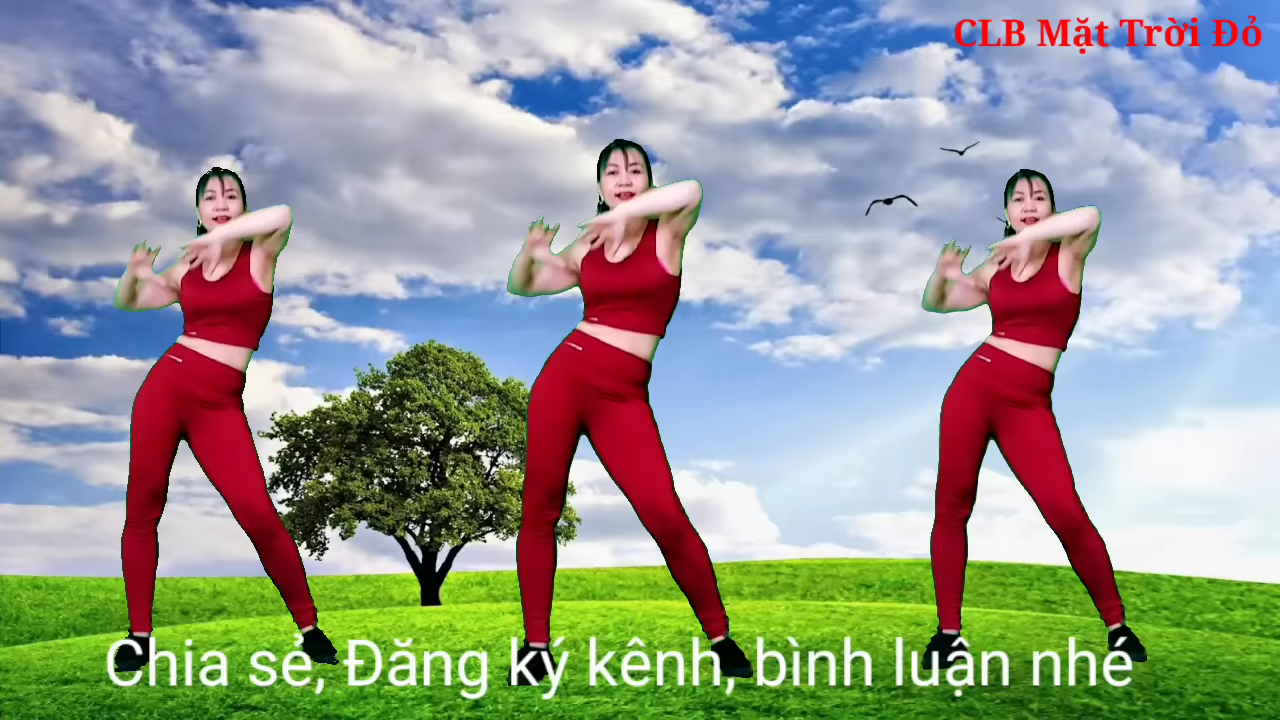 CLB Mặt Trời Đỏ
Chia sẻ, Đăng ký kênh, bình luận nhé